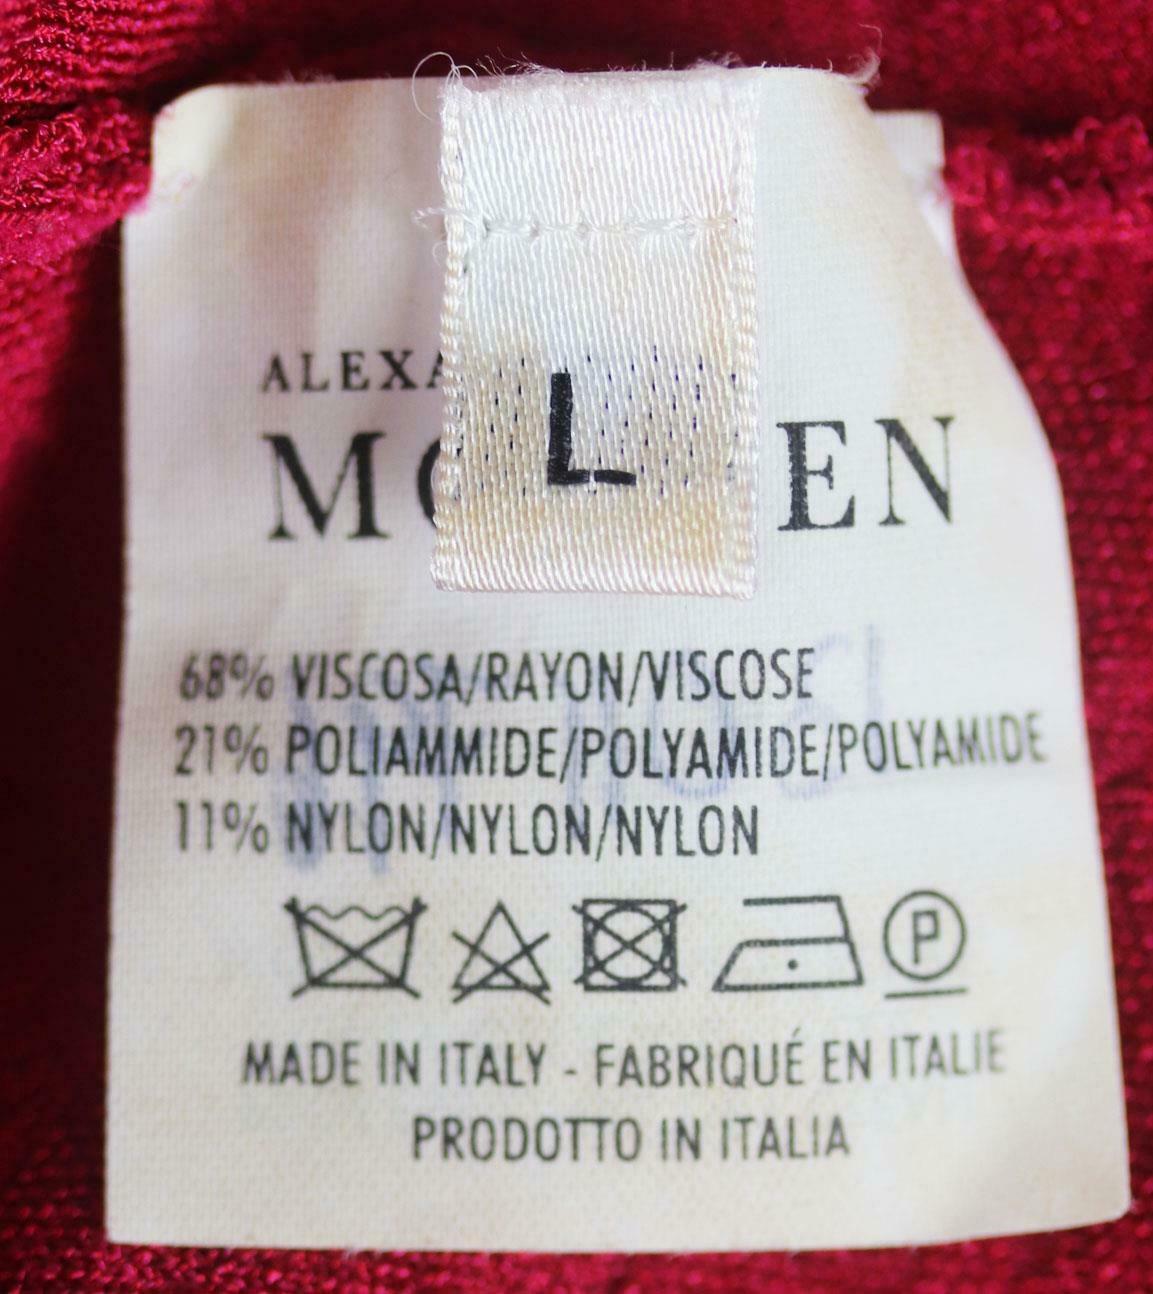 ALEXA
L
MC EN
68% VISCOSA/RAYON/VISCOSE
21% POLIAMMIDE/POLYAMIDE/POLYAMIDE
11% NYLON/NYLON/NYLON
P
MADE IN ITALY - FABRIQUÉ EN ITALIE
PRODOTTO IN ITALIA